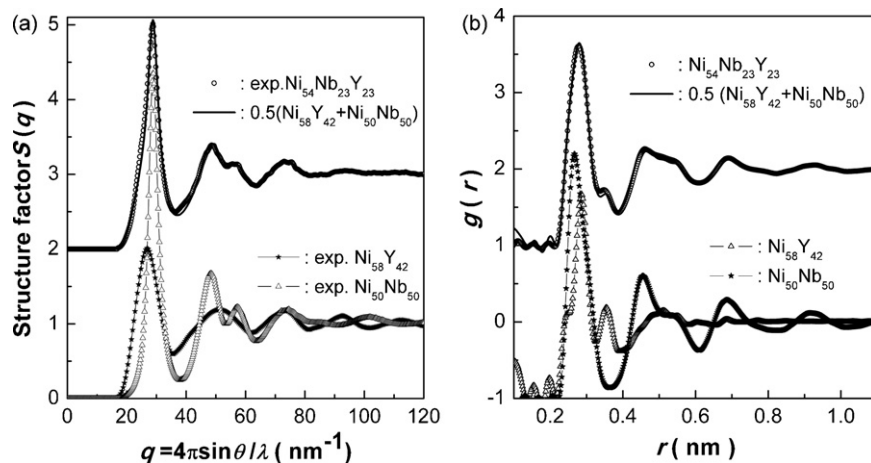 (a)
5
4
3
2
1
0
Structure factor S(q)
○ : exp.Ni₅₄Nb₂₃Y₂₃
— : 0.5(Ni₅₈Y₄₂+Ni₅₀Nb₅₀)
★ : exp. Ni₅₈Y₄₂
△ : exp. Ni₅₀Nb₅₀
0 20 40 60 80 100 120
q = 4πsinθ/λ ( nm⁻¹)
(b)
4
3
2
1
0
-1
g(r)
○ : Ni₅₄Nb₂₃Y₂₃
— : 0.5 (Ni₅₈Y₄₂+Ni₅₀Nb₅₀)
△ : Ni₅₈Y₄₂
★ : Ni₅₀Nb₅₀
0.2 0.4 0.6 0.8 1.0
r ( nm)